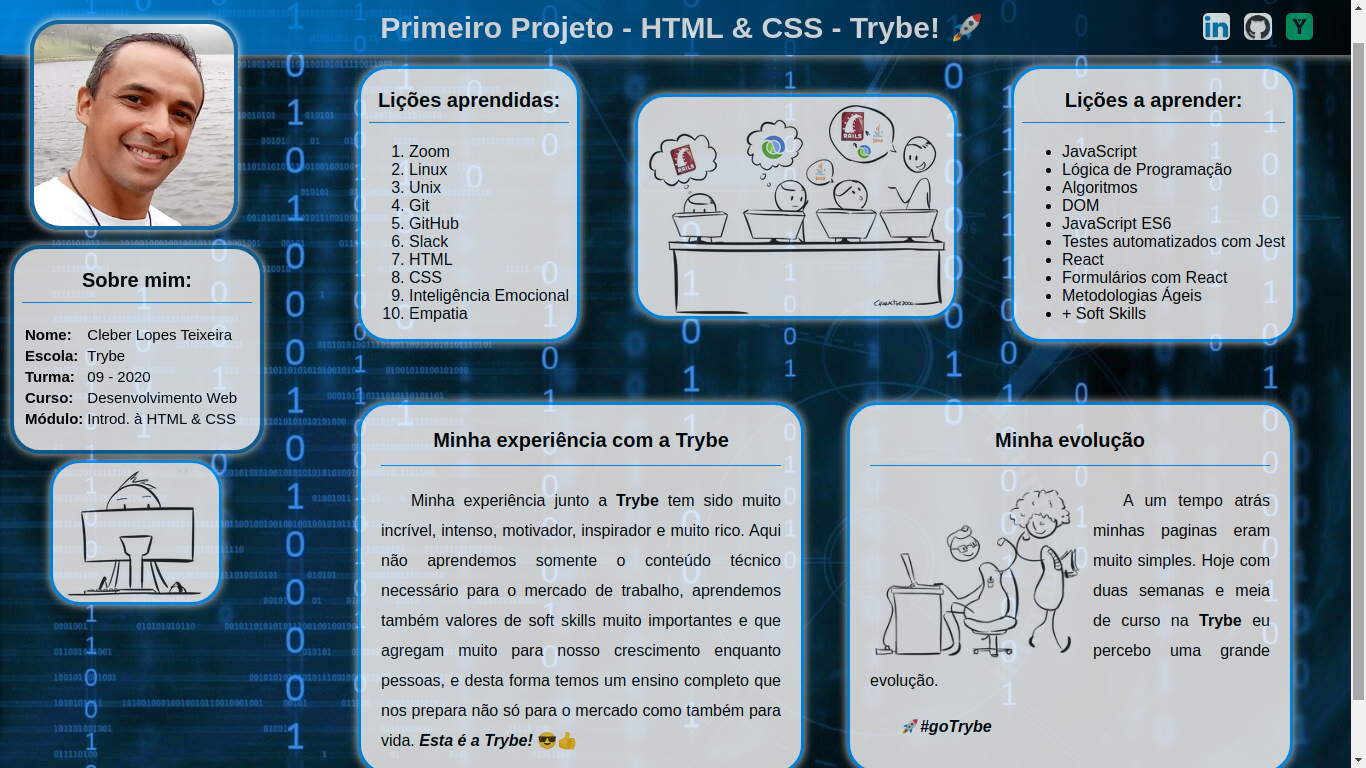 Primeiro Projeto - HTML & CSS - Trybe! 🚀
Sobre mim:
Nome: Cleber Lopes Teixeira
Escola: Trybe
Turma: 09 - 2020
Curso: Desenvolvimento Web
Módulo: Introd. à HTML & CSS
Lições aprendidas:
1. Zoom
2. Linux
3. Unix
4. Git
5. GitHub
6. Slack
7. HTML
8. CSS
9. Inteligência Emocional
10. Empatia
RAILS
RAILS
Java
Java
Lições a aprender:
• JavaScript
• Lógica de Programação
• Algoritmos
• DOM
• JavaScript ES6
• Testes automatizados com Jest
• React
• Formulários com React
• Metodologias Ágeis
• + Soft Skills
Minha experiência com a Trybe
Minha experiência junto a Trybe tem sido muito
incrível, intenso, motivador, inspirador e muito rico. Aqui
não aprendemos somente o conteúdo técnico
necessário para o mercado de trabalho, aprendemos
também valores de soft skills muito importantes e que
agregam muito para nosso crescimento enquanto
pessoas, e desta forma temos um ensino completo que
nos prepara não só para o mercado como também para
vida. Esta é a Trybe! 😎👍
Minha evolução
A um tempo atrás
minhas paginas eram
muito simples. Hoje com
duas semanas e meia
de curso na Trybe eu
percebo uma grande
evolução.
🚀#goTrybe